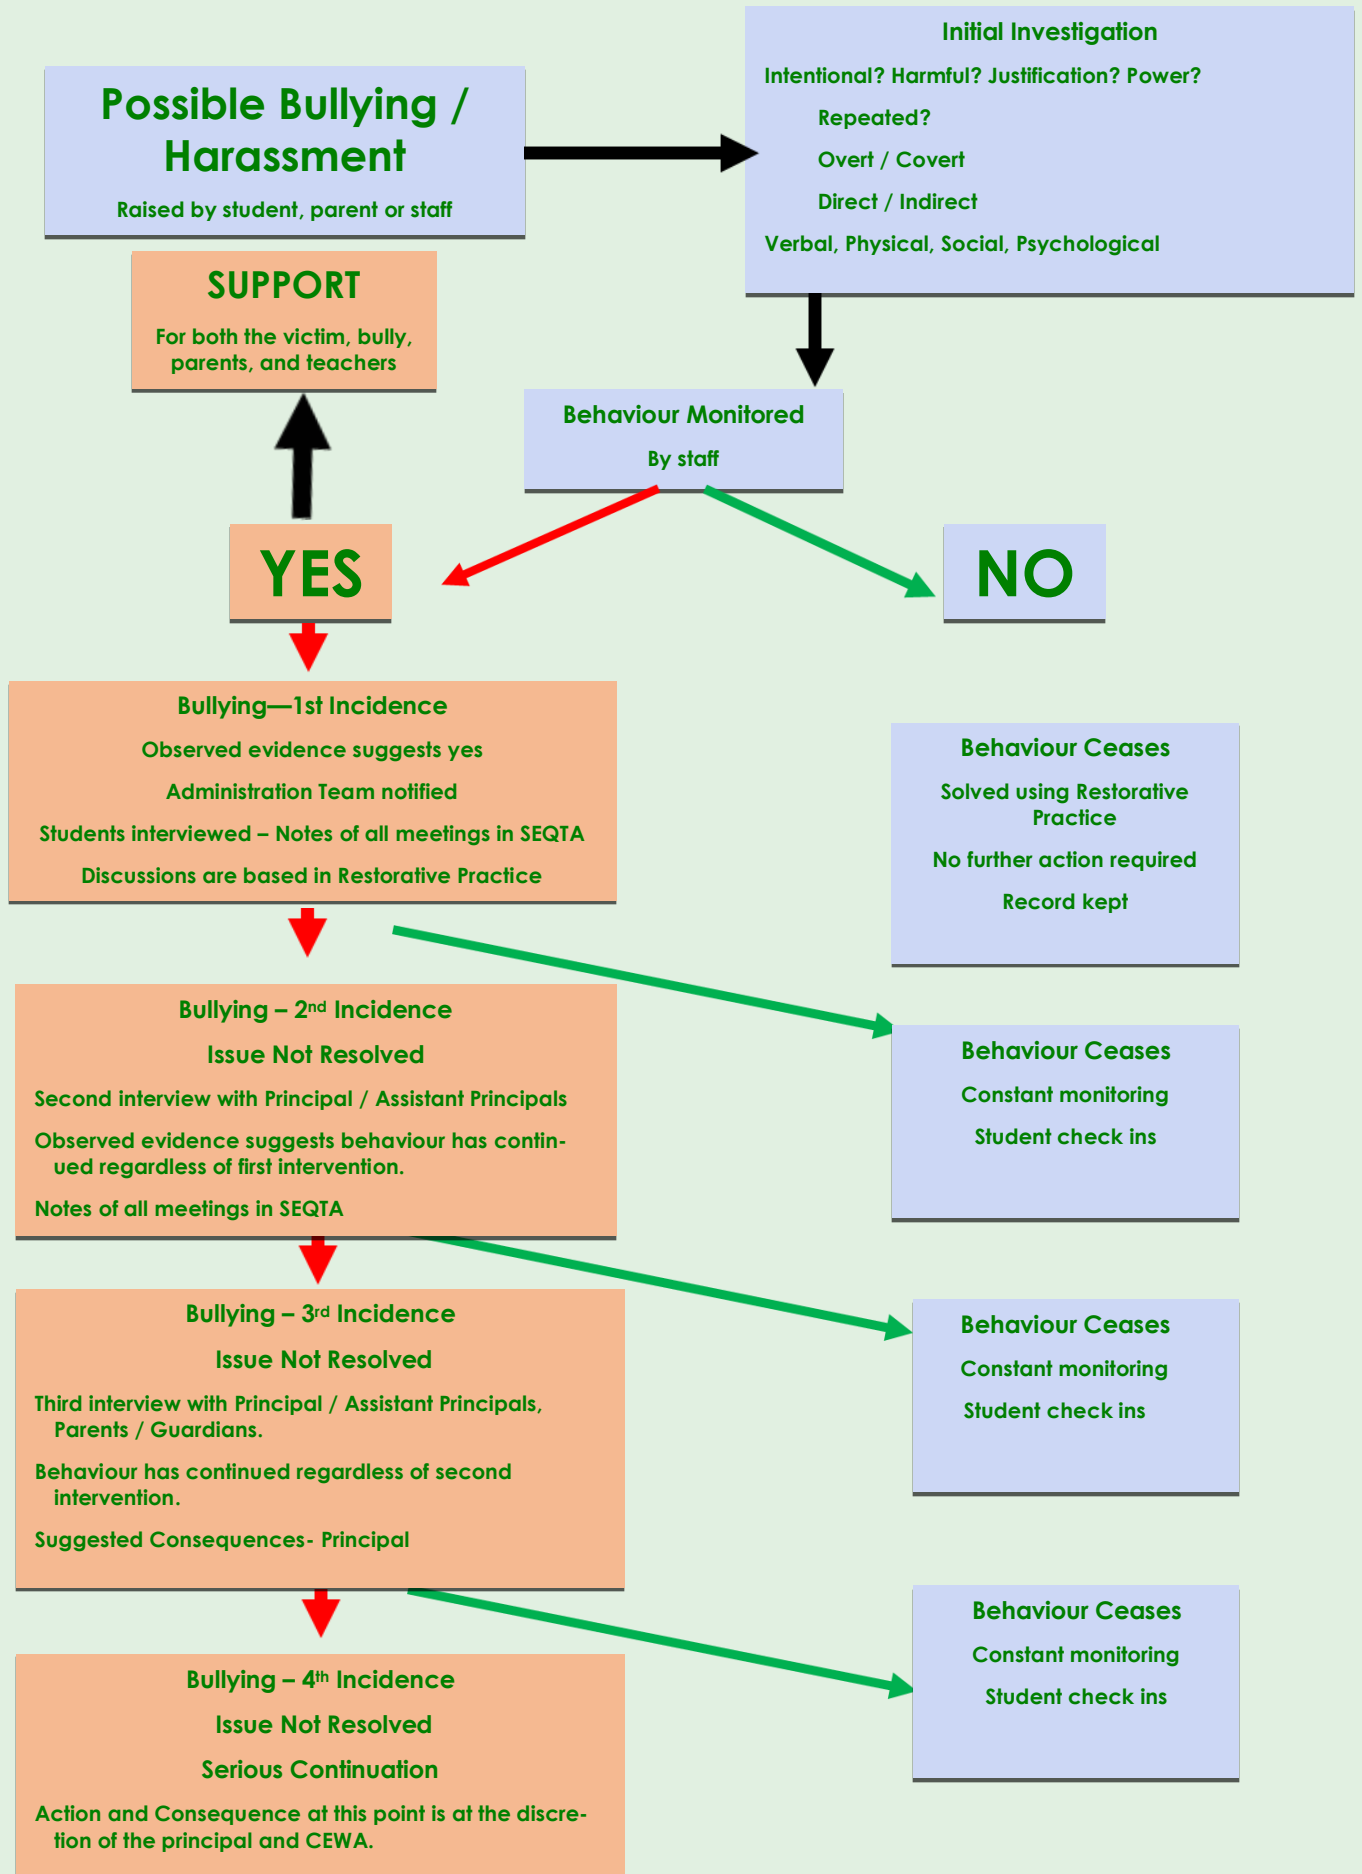 Possible Bullying /
Harassment
Raised by student, parent or staff
Initial Investigation
Intentional? Harmful? Justification? Power?
Repeated?
Overt / Covert
Direct / Indirect
Verbal, Physical, Social, Psychological
SUPPORT
For both the victim, bully,
parents, and teachers
Behaviour Monitored
By staff
YES
NO
Bullying—1st Incidence
Observed evidence suggests yes
Administration Team notified
Students interviewed – Notes of all meetings in SEQTA
Discussions are based in Restorative Practice
Behaviour Ceases
Solved using Restorative
Practice
No further action required
Record kept
Bullying – 2nd Incidence
Issue Not Resolved
Second interview with Principal / Assistant Principals
Observed evidence suggests behaviour has contin-
ued regardless of first intervention.
Notes of all meetings in SEQTA
Behaviour Ceases
Constant monitoring
Student check ins
Bullying – 3rd Incidence
Issue Not Resolved
Third interview with Principal / Assistant Principals,
Parents / Guardians.
Behaviour has continued regardless of second
intervention.
Suggested Consequences- Principal
Behaviour Ceases
Constant monitoring
Student check ins
Bullying – 4th Incidence
Issue Not Resolved
Serious Continuation
Action and Consequence at this point is at the discre-
tion of the principal and CEWA.
Behaviour Ceases
Constant monitoring
Student check ins